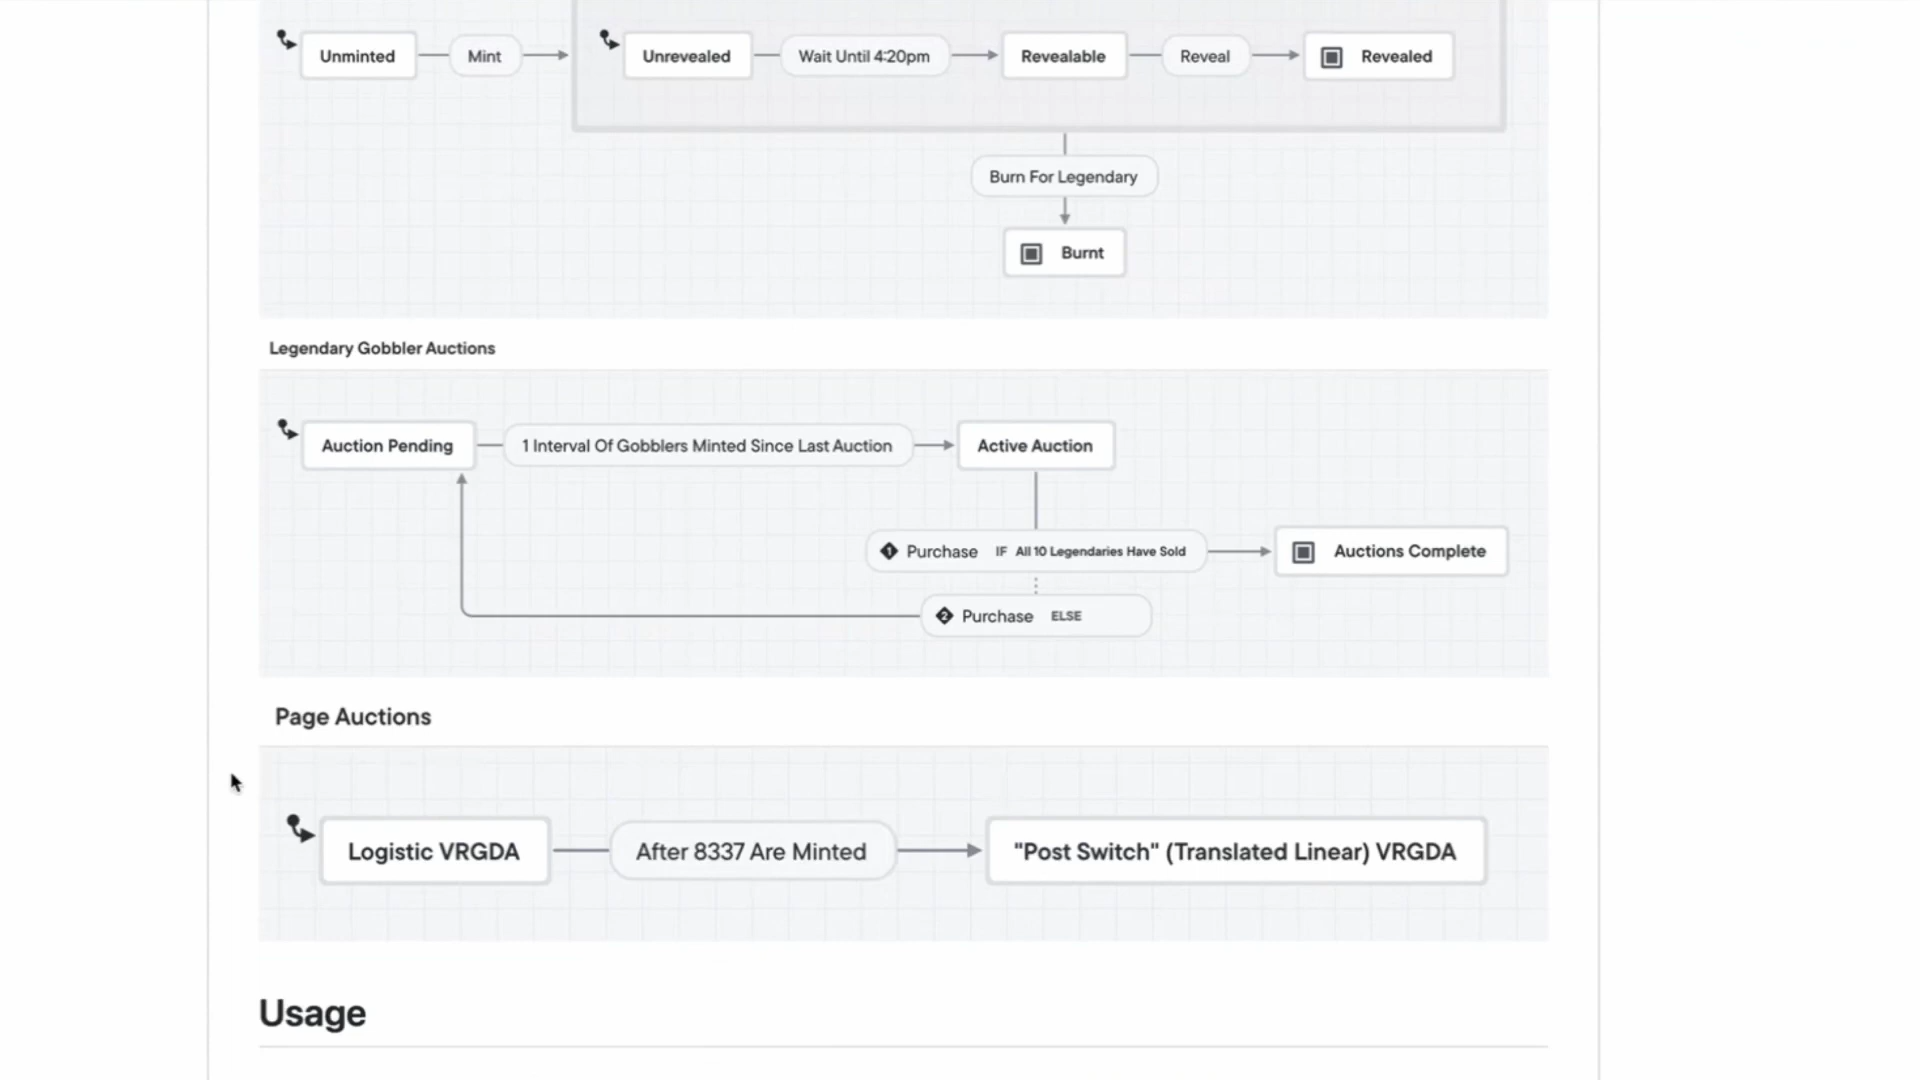 Unminted
Mint
Unrevealed
Wait Until 4:20pm
Revealable
Reveal
Revealed
Burn For Legendary
Burnt
Legendary Gobbler Auctions
Auction Pending
1 Interval Of Gobblers Minted Since Last Auction
Active Auction
1 Purchase IF All 10 Legendaries Have Sold
Auctions Complete
2 Purchase ELSE
Page Auctions
Logistic VRGDA
After 8337 Are Minted
"Post Switch" (Translated Linear) VRGDA
Usage